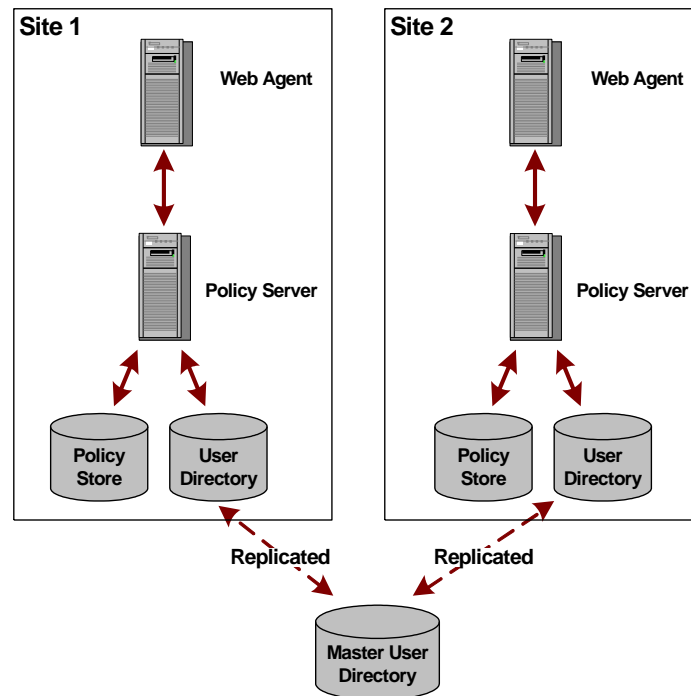 Site 1
Web Agent
Policy Server
Policy
Store
User
Directory
Site 2
Web Agent
Policy Server
Policy
Store
User
Directory
Replicated
Replicated
Master User
Directory